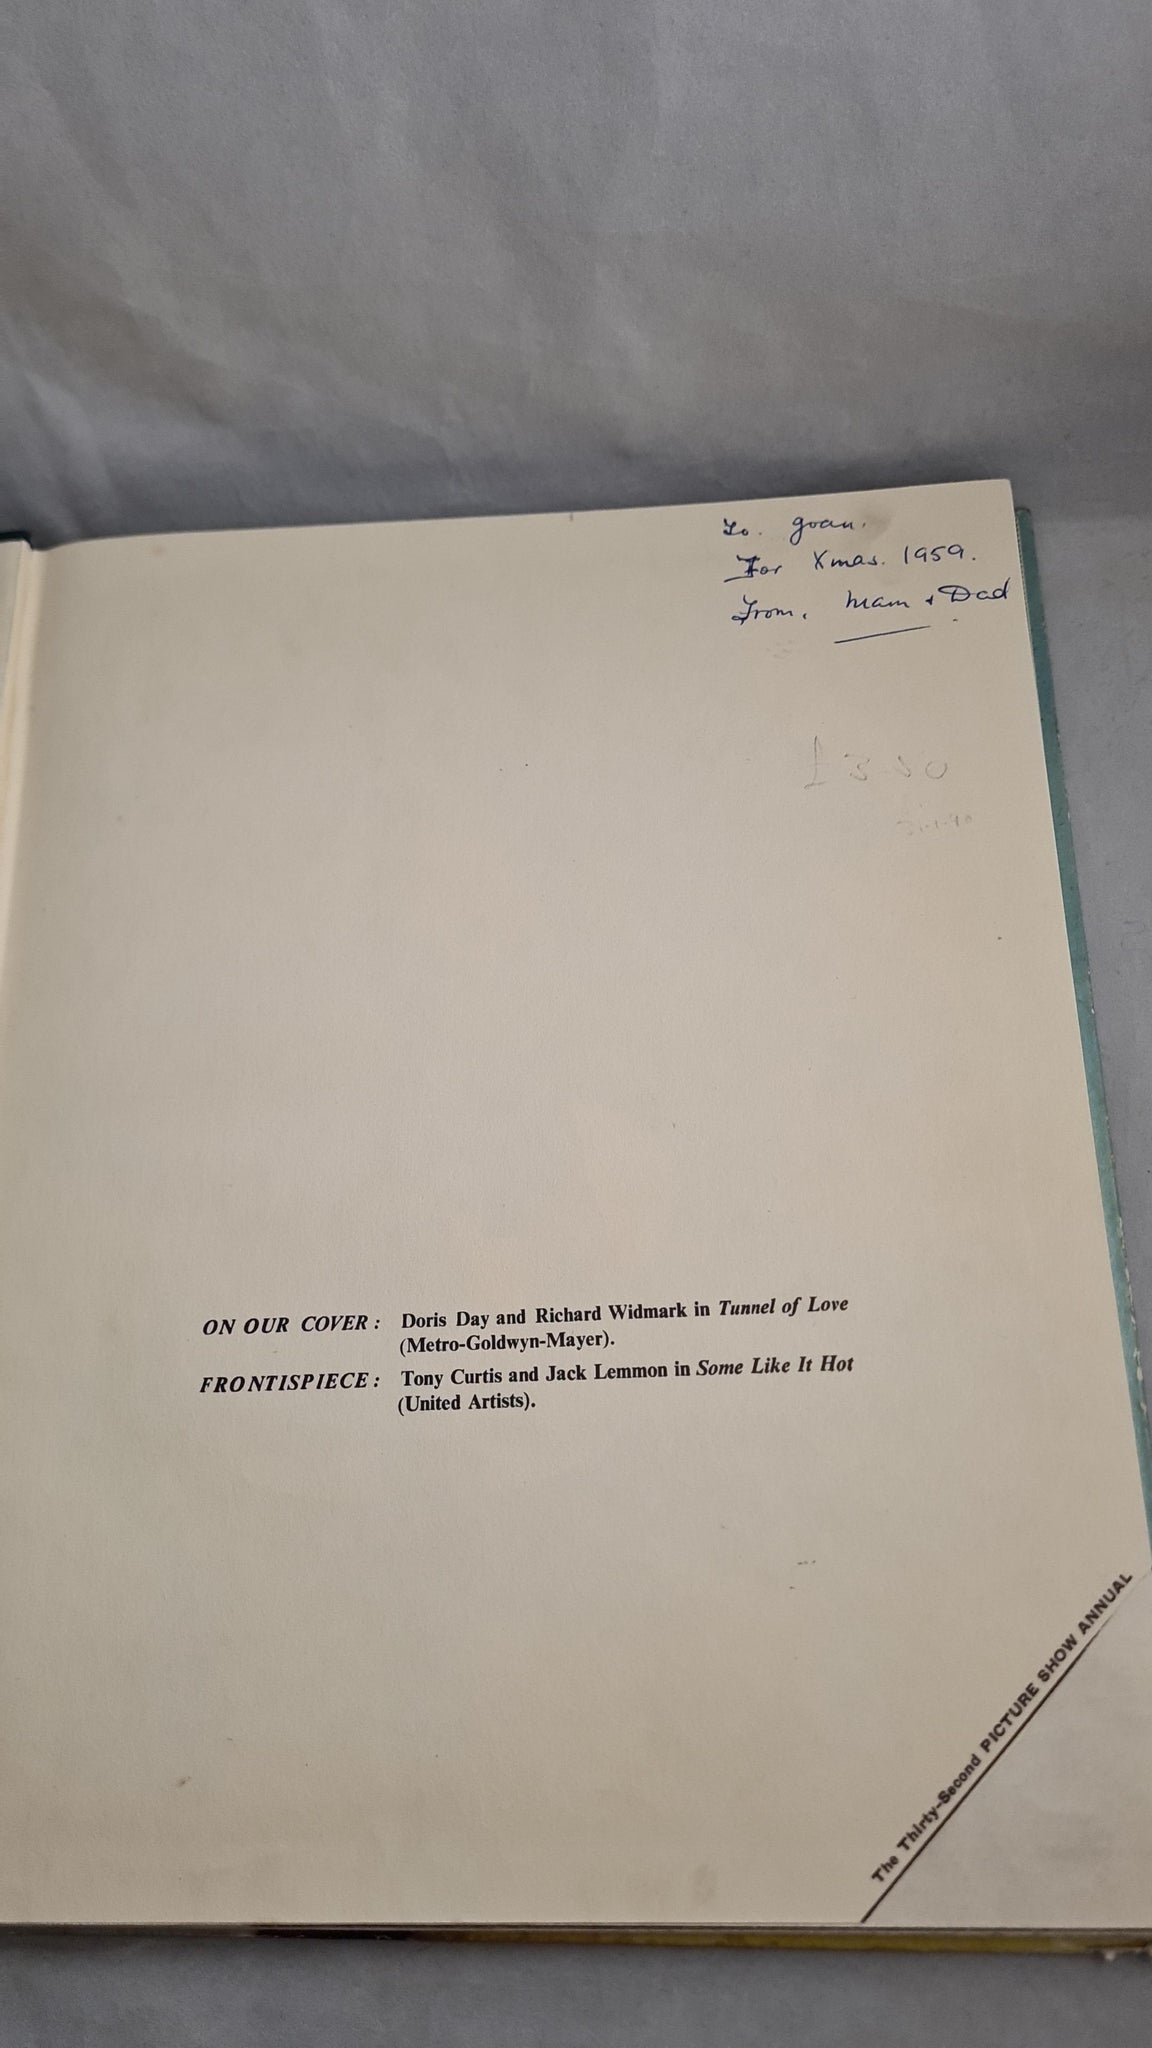 To. Joan.
For Xmas. 1959.
From, Mam + Dad
ON OUR COVER: Doris Day and Richard Widmark in Tunnel of Love
(Metro-Goldwyn-Mayer).
FRONTISPIECE: Tony Curtis and Jack Lemmon in Some Like It Hot
(United Artists).
The Thirty-Second PICTURE SHOW ANNUAL